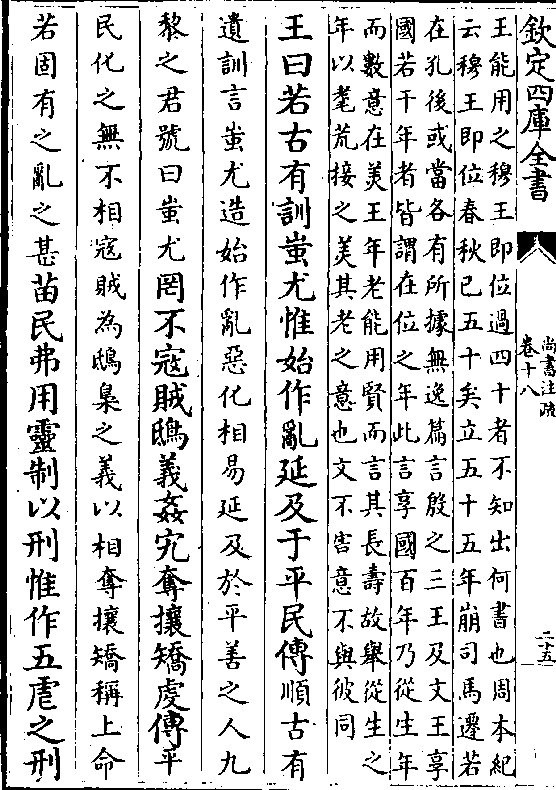 欽定四庫全書
尚書注疏
卷十八
二十五
王能用之穆王即位過四十者不知出何書也周本紀
云穆王即位春秋已五十矣立五十五年崩司馬遷若
在孔後或當各有所據無逸篇言殷之三王及文王享
國若干年者皆謂在位之年此言享國百年乃從生年
而數意在美王年老能用賢而言其長壽故舉從生之
年以耄荒接之美其老之意也文不害意不與彼同
王曰若古有訓蚩尤惟始作亂延及于平民傳順古有
遺訓言蚩尤造始作亂惡化相易延及於平善之人九
黎之君號曰蚩尤罔不寇賊鴟義姦宄奪攘矯虔傳平
民化之無不相寇賊為鴟梟之義以相奪攘矯稱上命
若固有之亂之甚苗民弗用靈制以刑惟作五虐之刑